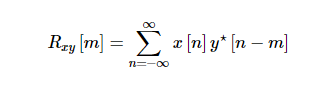 R_{xy}[m] = \sum_{n=-\infty}^{\infty} x[n] y^{\star}[n-m]